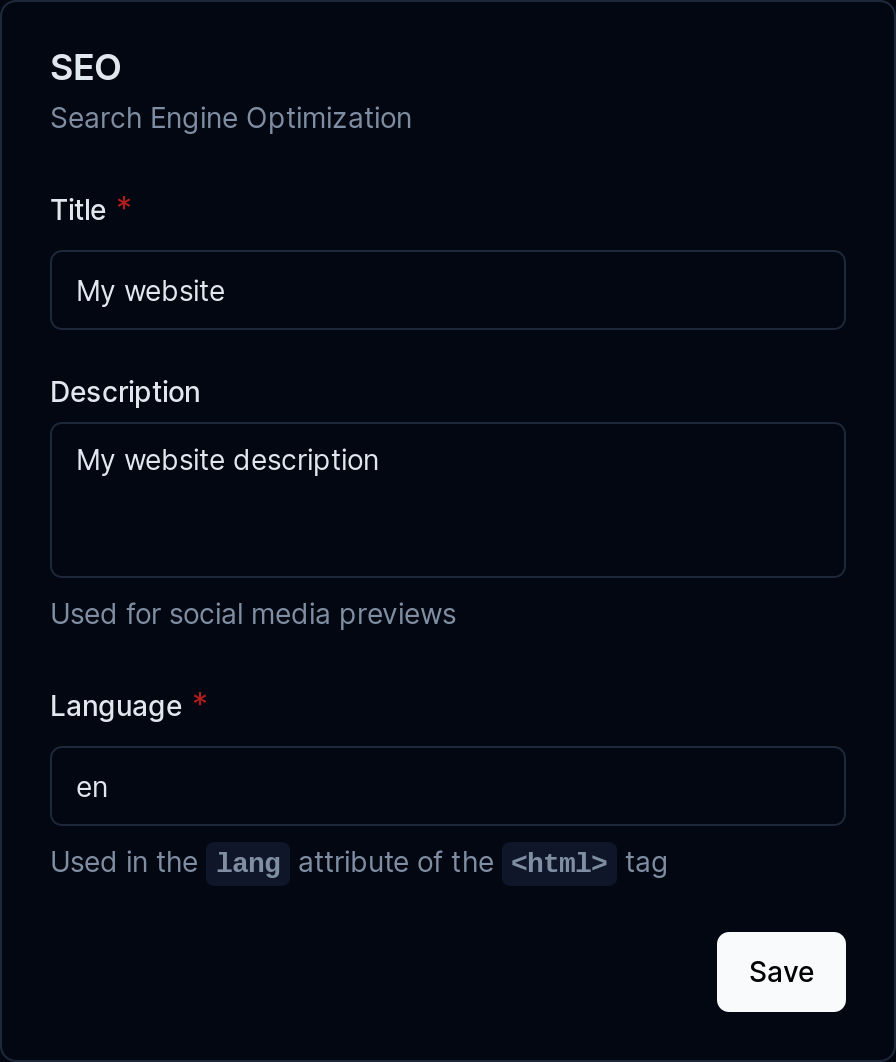 SEO
Search Engine Optimization
Title *
My website
Description
My website description
Used for social media previews
Language *
en
Used in the lang attribute of the <html> tag
Save